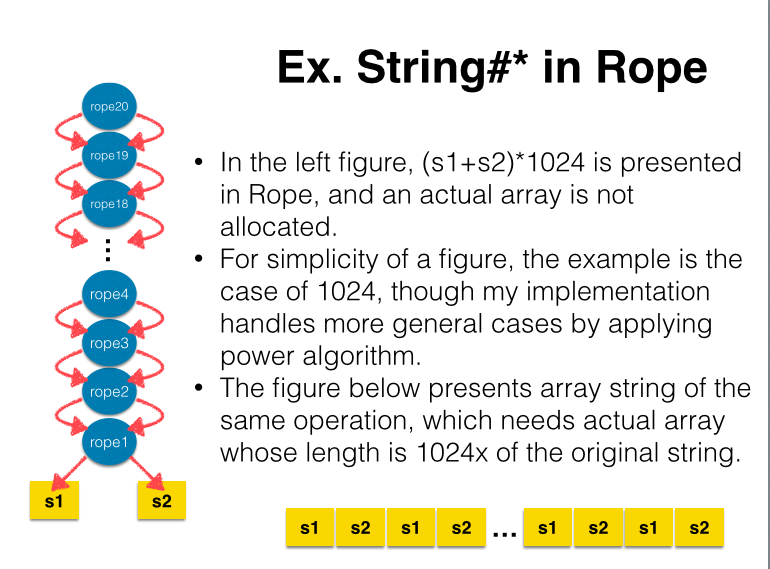 Ex. String#* in Rope
rope20
rope19
rope18
⋮
rope4
rope3
rope2
rope1
s1 s2
• In the left figure, (s1+s2)*1024 is presented
in Rope, and an actual array is not
allocated.
• For simplicity of a figure, the example is the
case of 1024, though my implementation
handles more general cases by applying
power algorithm.
• The figure below presents array string of the
same operation, which needs actual array
whose length is 1024x of the original string.
s1 s2 s1 s2 ... s1 s2 s1 s2